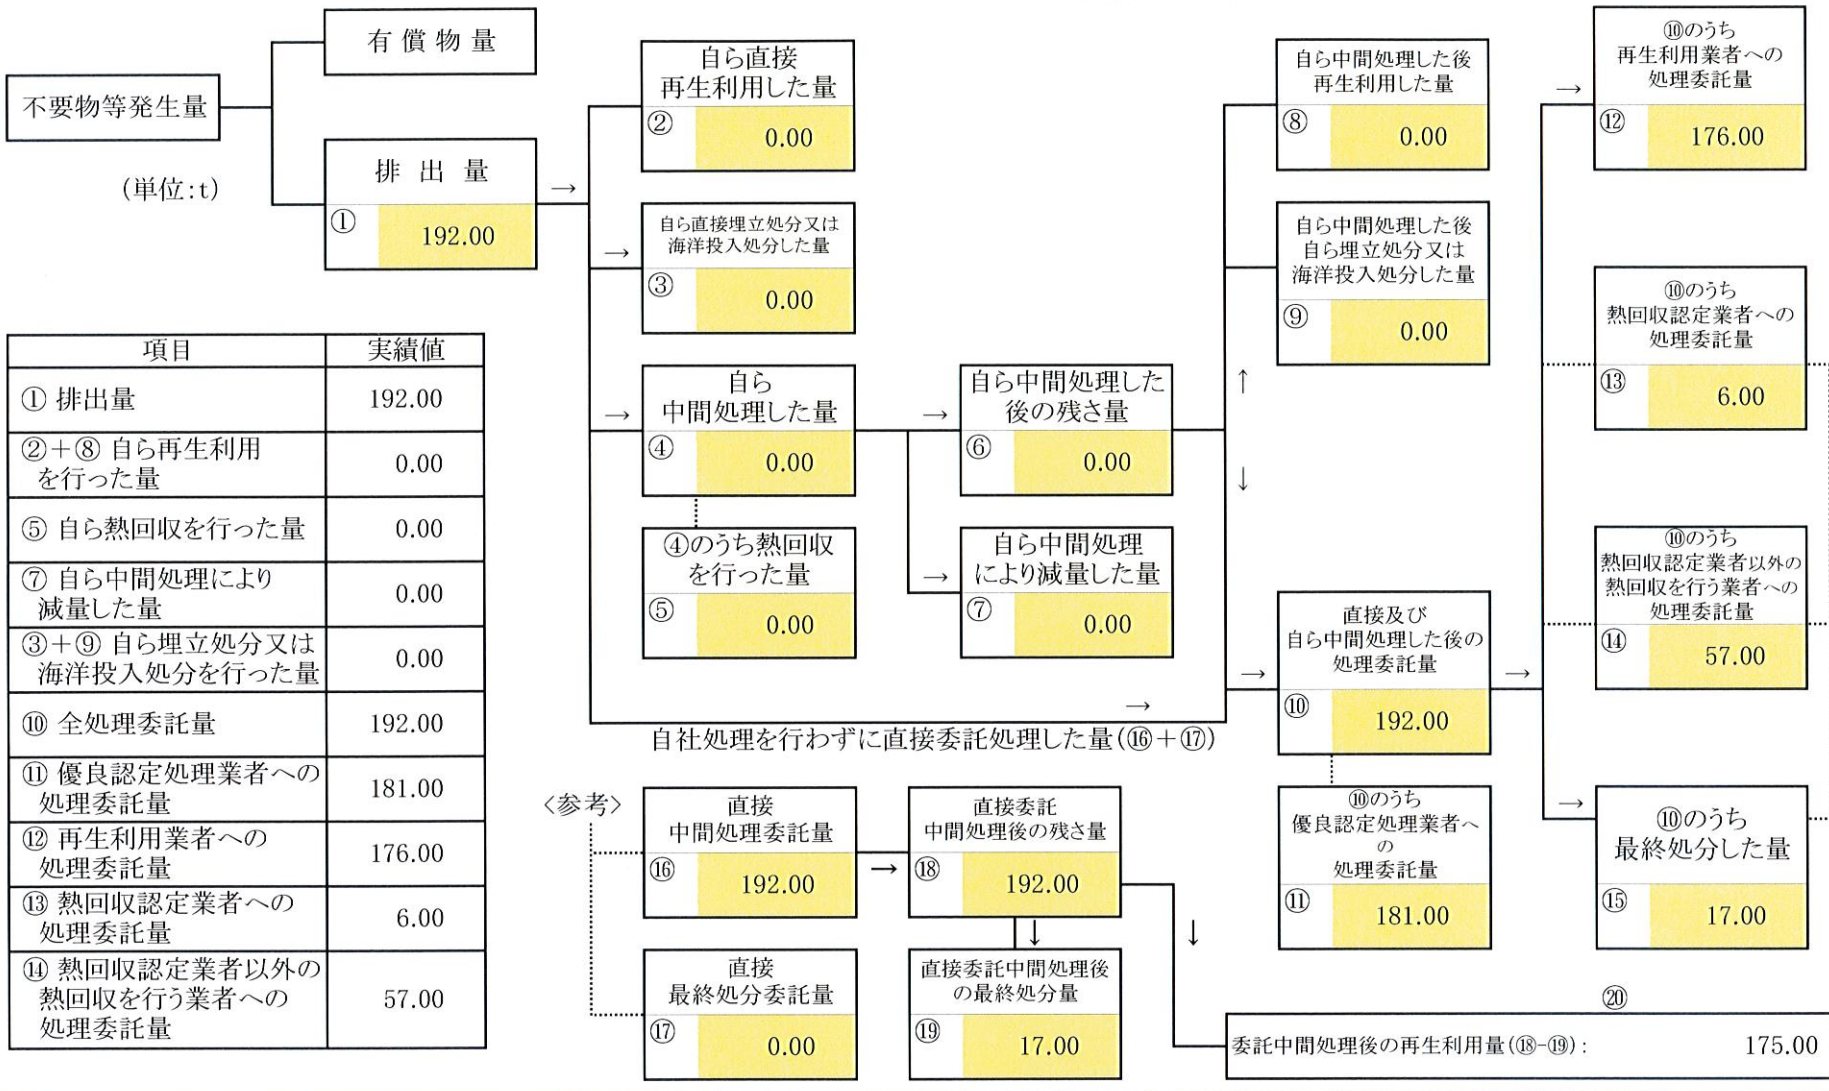 不要物等発生量
(単位:t)
有償物量
排出量
① 192.00
→
自ら直接
再生利用した量
② 0.00
→
自ら直接埋立処分又は
海洋投入処分した量
③ 0.00
→
自ら
中間処理した量
④ 0.00
④のうち熱回収
を行った量
⑤ 0.00
→
自ら中間処理した
後の残さ量
⑥ 0.00
→
自ら中間処理
により減量した量
⑦ 0.00
↑
↓
自ら中間処理した後
再生利用した量
⑧ 0.00
自ら中間処理した後
自ら埋立処分又は
海洋投入処分した量
⑨ 0.00
→
自社処理を行わずに直接委託処理した量(⑯+⑰)
→
直接及び
自ら中間処理した後の
処理委託量
⑩ 192.00
⑩のうち
優良認定処理業者へ
の
処理委託量
⑪ 181.00
→
→
⑩のうち
再生利用業者への
処理委託量
⑫ 176.00
⑩のうち
熱回収認定業者への
処理委託量
⑬ 6.00
⑩のうち
熱回収認定業者以外の
熱回収を行う業者への
処理委託量
⑭ 57.00
→
⑩のうち
最終処分した量
⑮ 17.00
項目 実績値
① 排出量 192.00
②+⑧ 自ら再生利用
を行った量 0.00
⑤ 自ら熱回収を行った量 0.00
⑦ 自ら中間処理により
減量した量 0.00
③+⑨ 自ら埋立処分又は
海洋投入処分を行った量 0.00
⑩ 全処理委託量 192.00
⑪ 優良認定処理業者への
処理委託量 181.00
⑫ 再生利用業者への
処理委託量 176.00
⑬ 熱回収認定業者への
処理委託量 6.00
⑭ 熱回収認定業者以外の
熱回収を行う業者への
処理委託量 57.00
〈参考〉
直接
中間処理委託量
⑯ 192.00
→
直接委託
中間処理後の残さ量
⑱ 192.00
直接
最終処分委託量
⑰ 0.00
↓
直接委託中間処理後
の最終処分量
⑲ 17.00
↓
⑳
委託中間処理後の再生利用量(⑱-⑲): 175.00